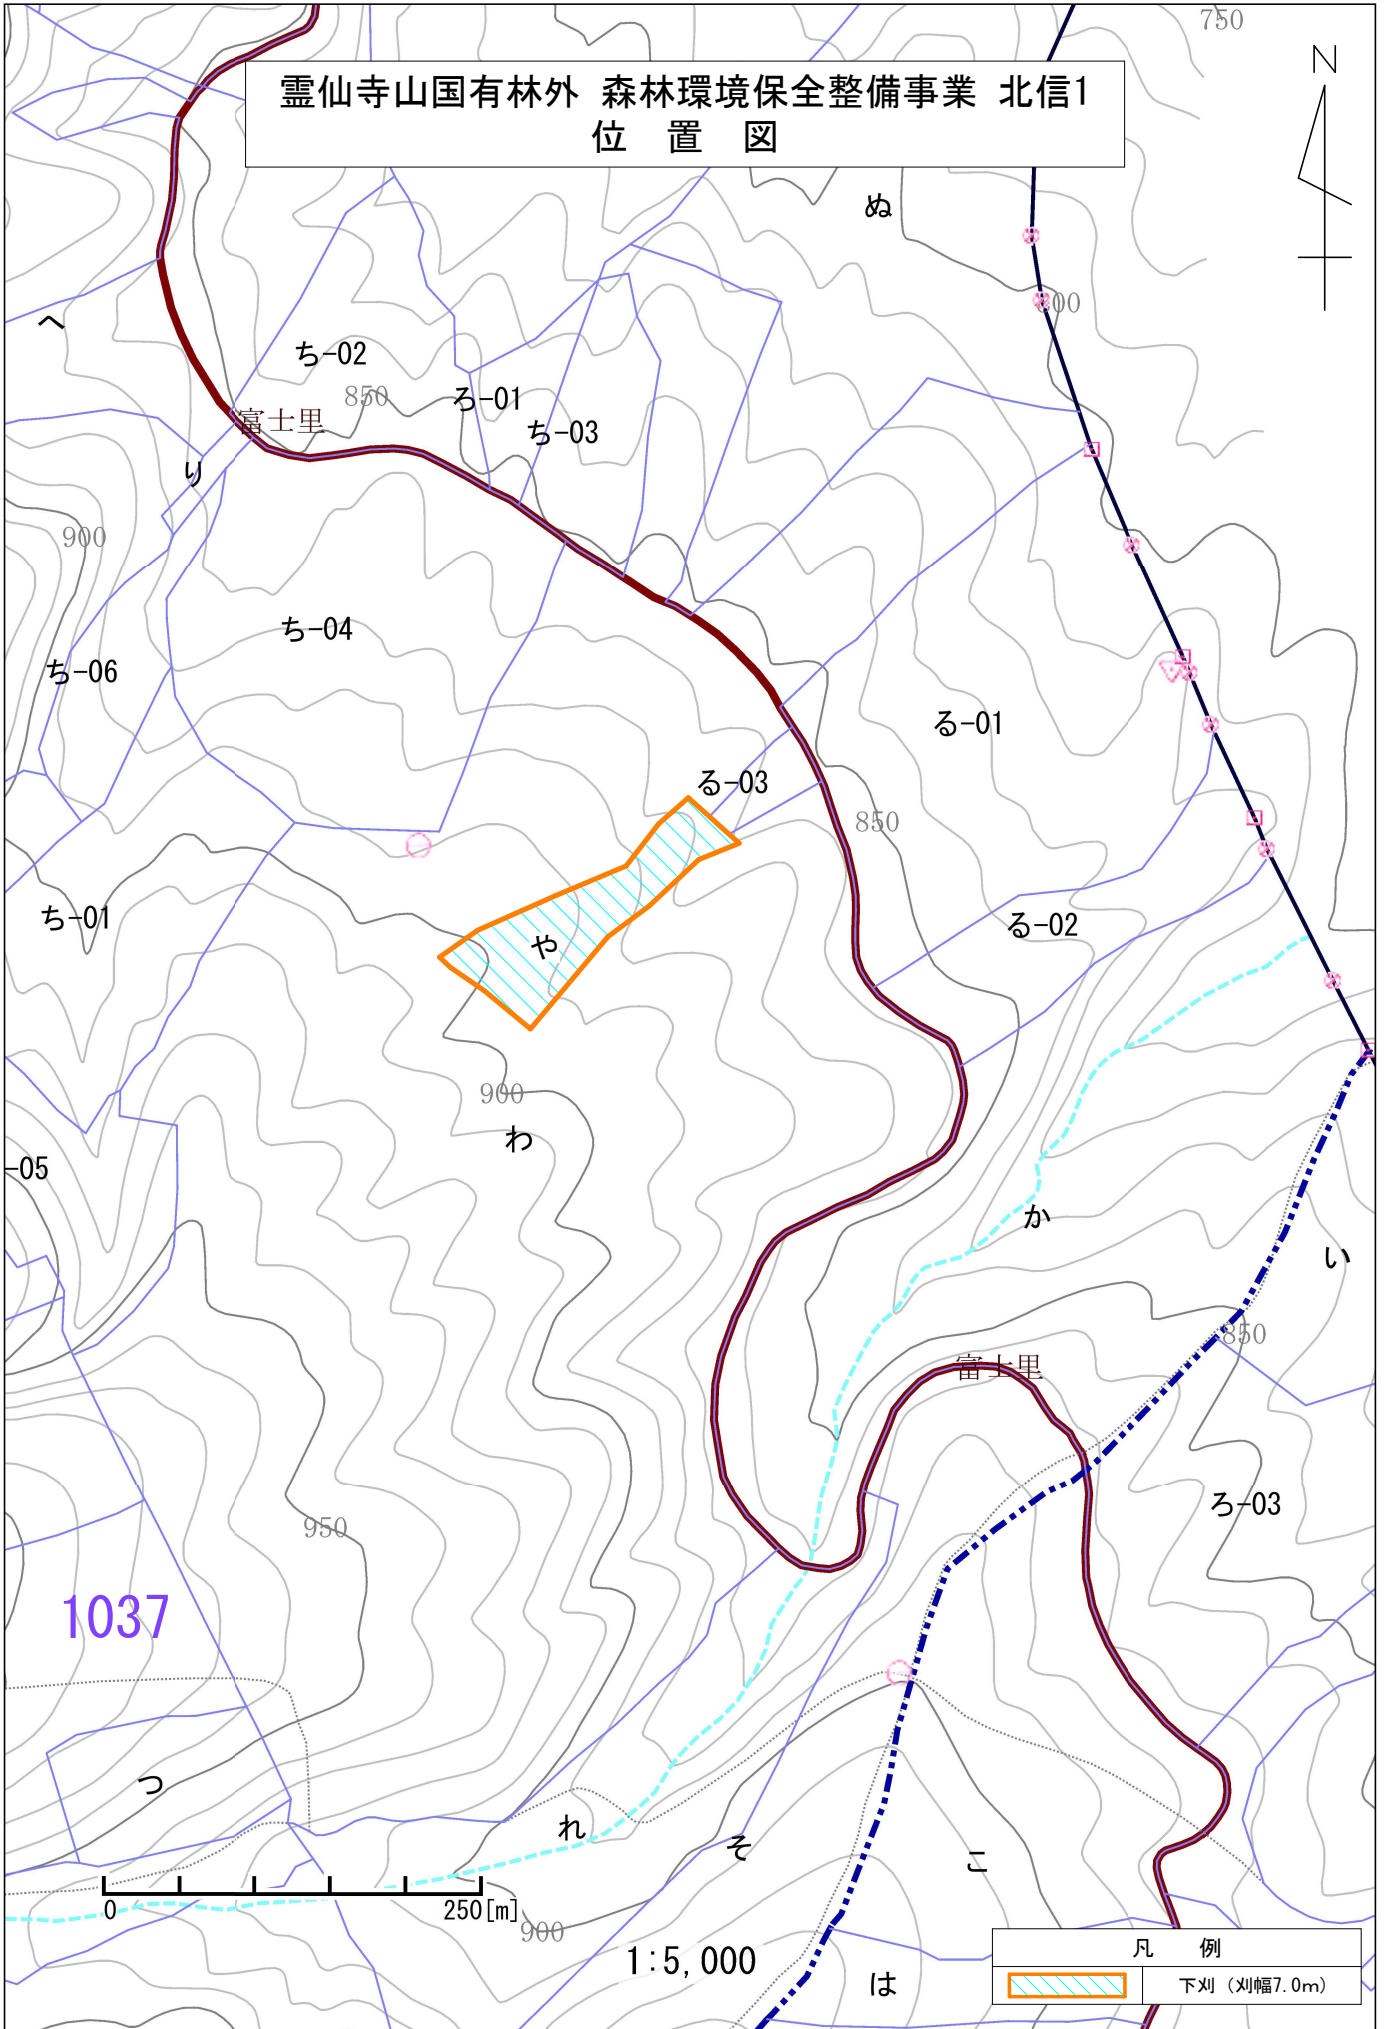 750
N
霊仙寺山国有林外 森林環境保全整備事業 北信1
位 置 図
ぬ
800
へ
ち-02
850
ろ-01
富士里
ち-03
り
900
ち-04
ち-06
る-01
る-03
850
ち-01
る-02
や
900
わ
-05
か
い
850
富士里
ろ-03
950
1037
つ
れ
そ
こ
0 250[m]
900
1:5,000
は
凡 例
下刈 (刈幅7.0m)